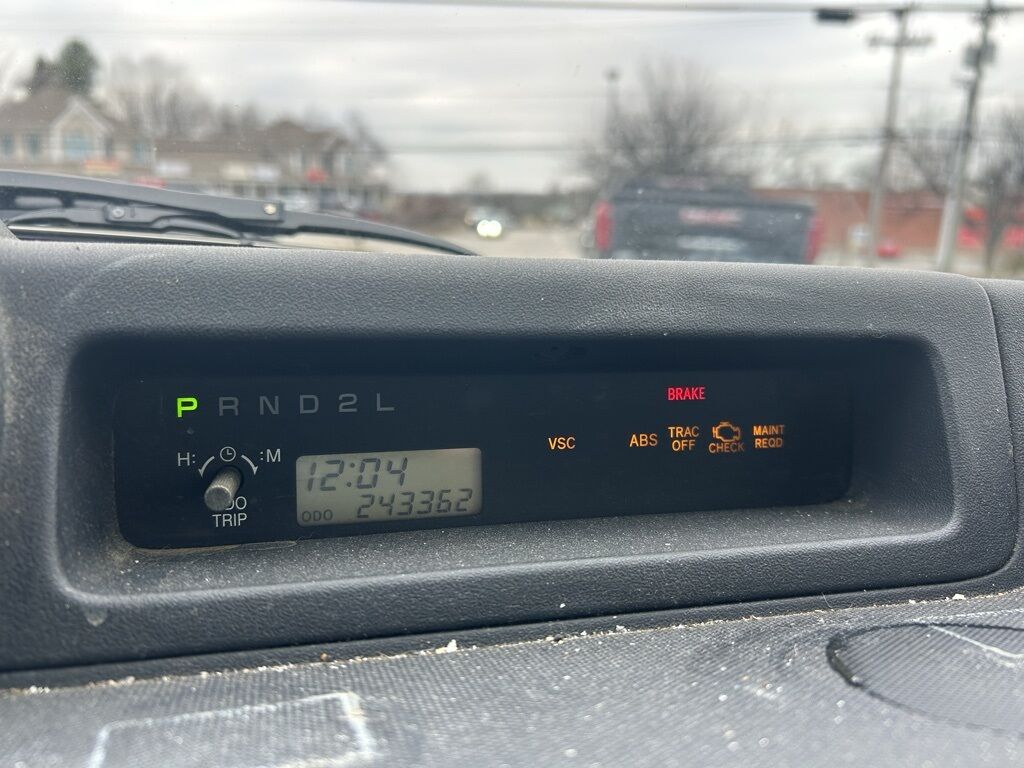 P R N D 2 L
BRAKE
H: :M
12:04
ODO 243362
TRIP
VSC
ABS
TRAC
OFF
CHECK
MAINT
REQD